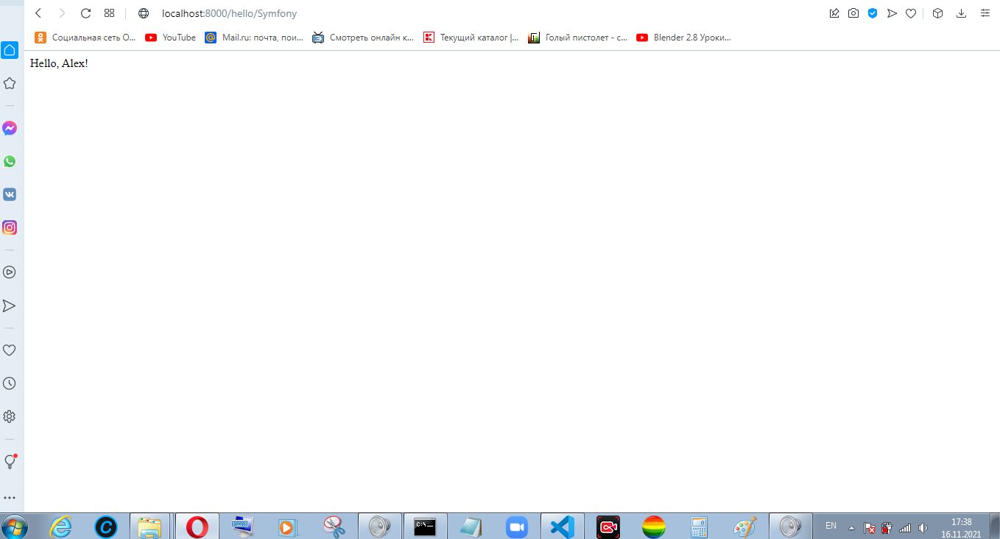 localhost:8000/hello/Symfony
Социальная сеть О... YouTube Mail.ru: почта, пои... Смотреть онлайн к... Текущий каталог |... Голый пистолет - с... Blender 2.8 Уроки...
Hello, Alex!
EN
17:38
16.11.2021